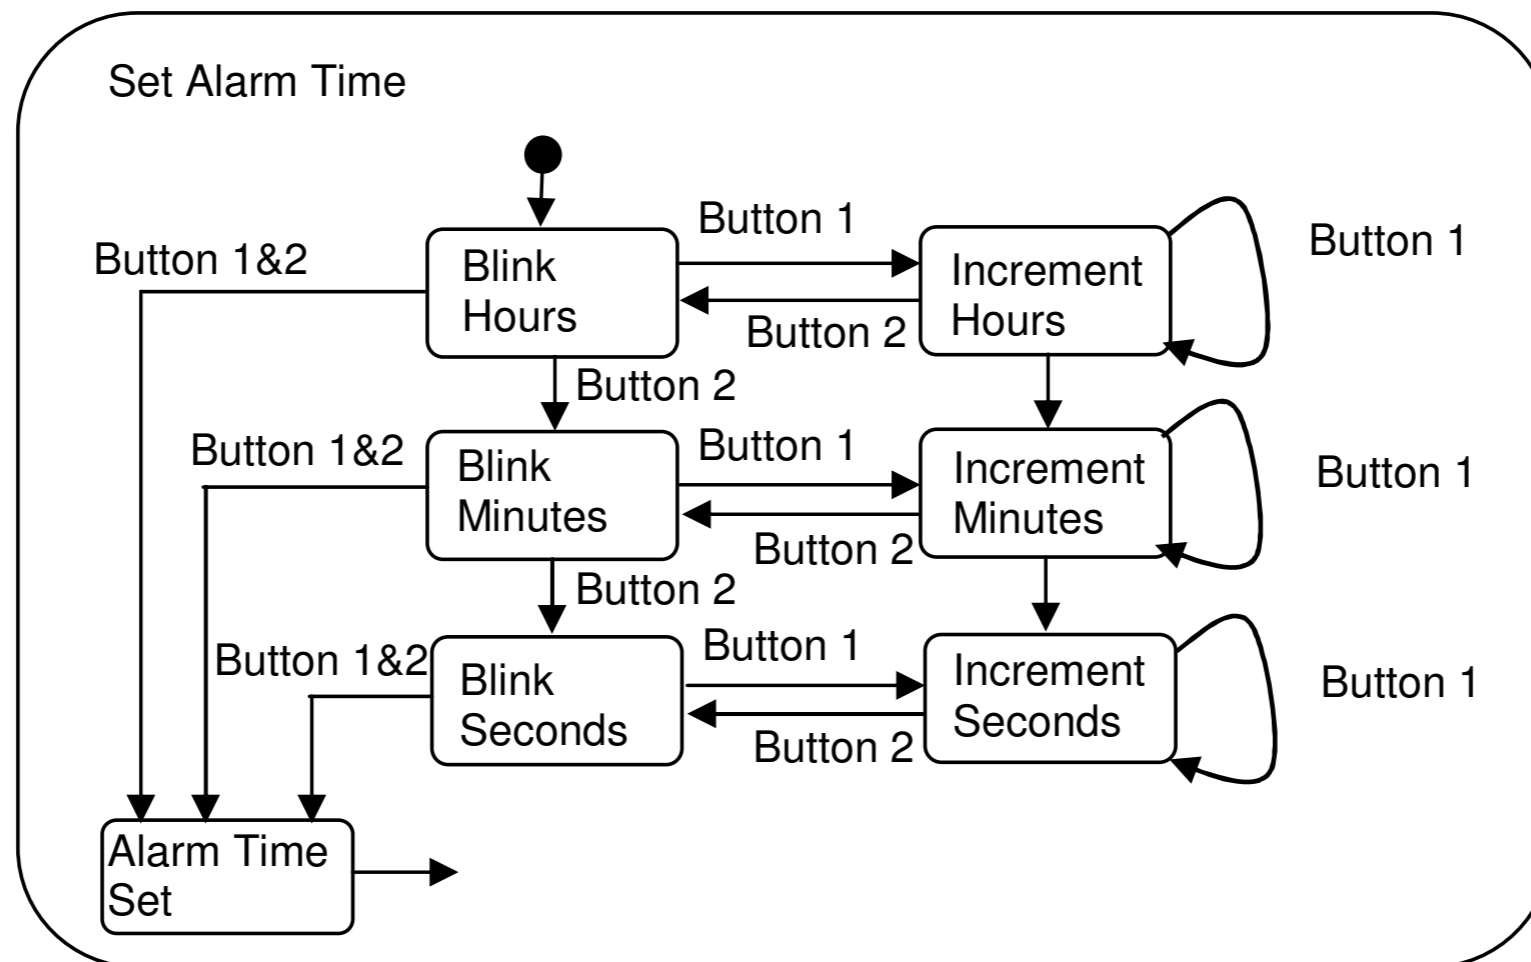 Set Alarm Time
Button 1
Button 1
Button 1&2
Blink
Hours
Increment
Hours
Button 2
Button 2
Button 1&2
Button 1
Blink
Minutes
Increment
Minutes
Button 1
Button 2
Button 2
Button 1&2
Button 1
Blink
Seconds
Increment
Seconds
Button 1
Button 2
Alarm Time
Set